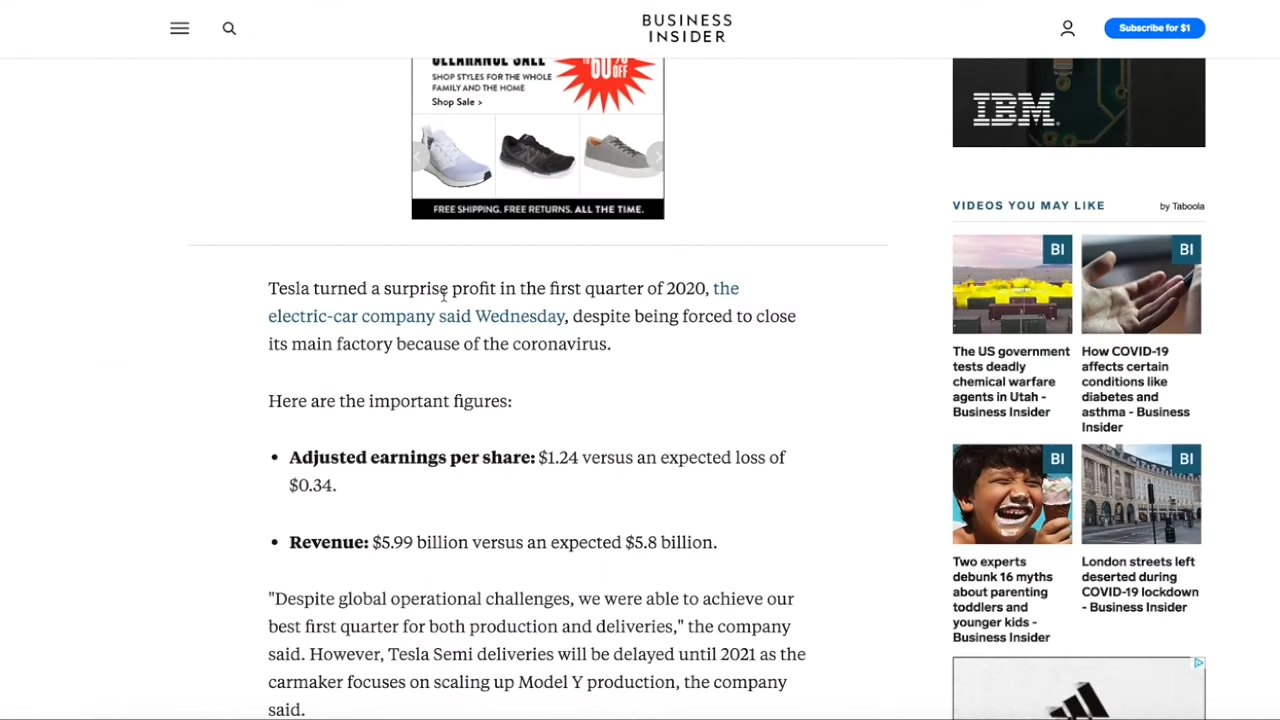 BUSINESS
INSIDER
Subscribe for $1
CLEARANCE SALE
SHOP STYLES FOR THE WHOLE
FAMILY AND THE HOME
Shop Sale >
60%
OFF
FREE SHIPPING. FREE RETURNS. ALL THE TIME.
Tesla turned a surprise profit in the first quarter of 2020, the
electric-car company said Wednesday, despite being forced to close
its main factory because of the coronavirus.
Here are the important figures:
• Adjusted earnings per share: $1.24 versus an expected loss of
$0.34.
• Revenue: $5.99 billion versus an expected $5.8 billion.
"Despite global operational challenges, we were able to achieve our
best first quarter for both production and deliveries," the company
said. However, Tesla Semi deliveries will be delayed until 2021 as the
carmaker focuses on scaling up Model Y production, the company
said.
IBM
VIDEOS YOU MAY LIKE
by Taboola
BI
The US government
tests deadly
chemical warfare
agents in Utah -
Business Insider
BI
How COVID-19
affects certain
conditions like
diabetes and
asthma - Business
Insider
BI
Two experts
debunk 16 myths
about parenting
toddlers and
younger kids -
Business Insider
BI
London streets left
deserted during
COVID-19 lockdown
- Business Insider